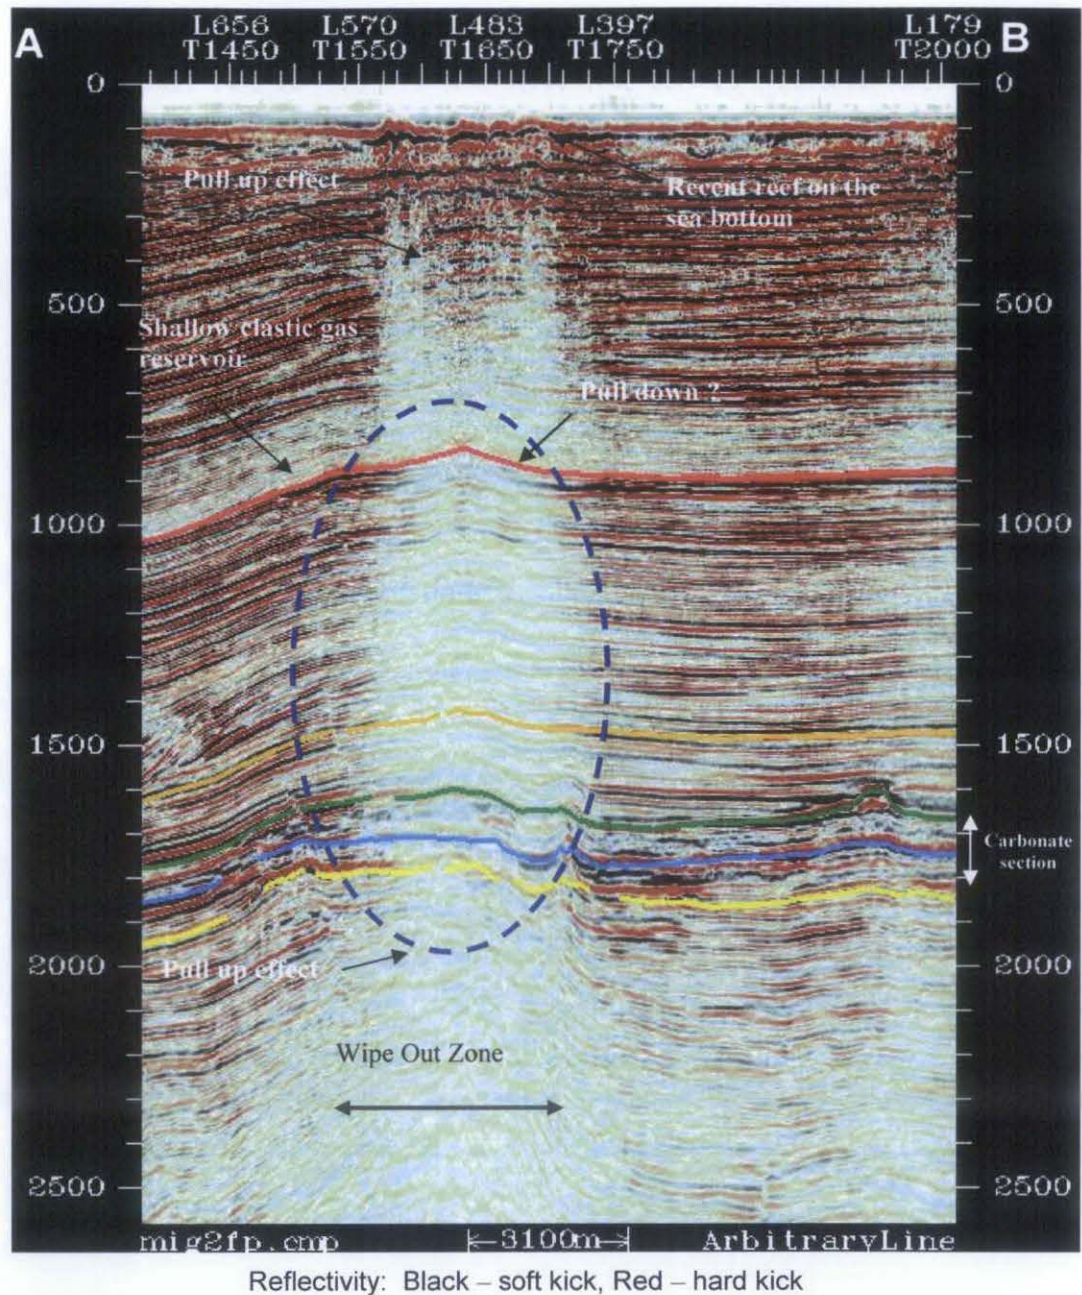 A
L656 L570 L483 L397 L179
T1450 T1550 T1650 T1750 T2000
B
0 0
Pull up effect
Recent reef on the
sea bottom
500 500
Shallow clastic gas
reservoir
Pull down ?
1000 1000
1500 1500
Carbonate
section
2000 2000
Pull up effect
Wipe Out Zone
2500 2500
mig2fp.cmp 3100m ArbitraryLine
Reflectivity: Black – soft kick, Red – hard kick